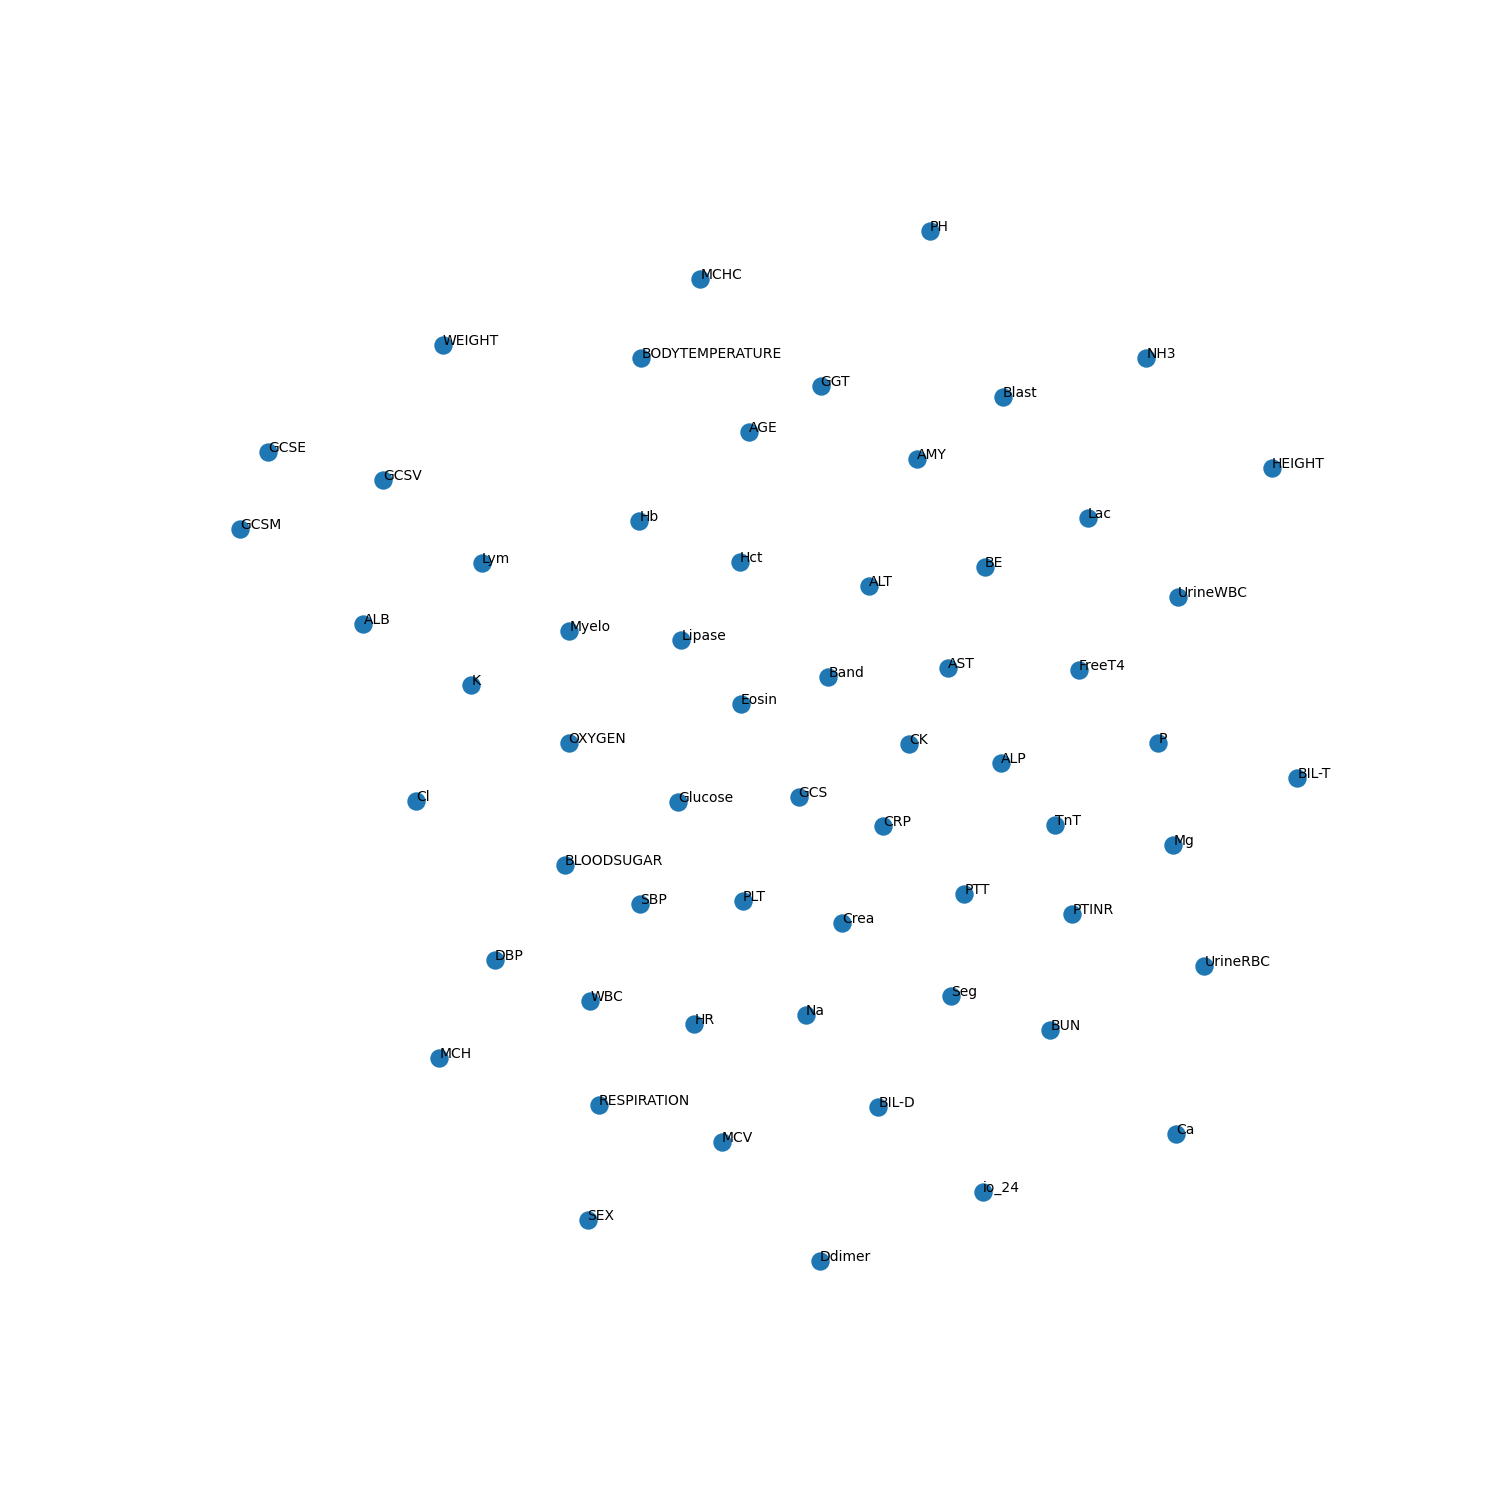 PH
MCHC
WEIGHT
BODYTEMPERATURE
NH3
GGT
Blast
AGE
GCSE
AMY
HEIGHT
GCSV
Lac
Hb
GCSM
Hct
Lym
BE
ALT
UrineWBC
ALB
Myelo
Lipase
AST
FreeT4
Band
K
Eosin
OXYGEN
CK
P
ALP
BIL-T
Cl
Glucose
GCS
CRP
TnT
Mg
BLOODSUGAR
PTT
SBP
PLT
PTINR
Crea
DBP
UrineRBC
Seg
WBC
Na
HR
BUN
MCH
RESPIRATION
BIL-D
Ca
MCV
io_24
SEX
Ddimer